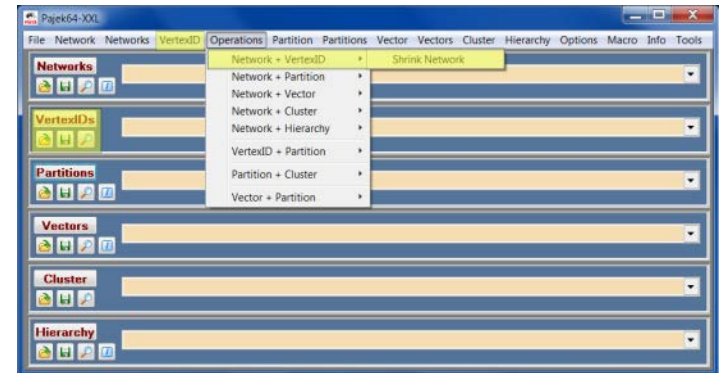 Pajek64-XXL
File Network Networks VertexID Operations Partition Partitions Vector Vectors Cluster Hierarchy Options Macro Info Tools
Networks
Network + VertexID
Shrink Network
Network + Partition
Network + Vector
Network + Cluster
Network + Hierarchy
VertexID + Partition
Partition + Cluster
Vector + Partition
VertexIDs
Partitions
Vectors
Cluster
Hierarchy